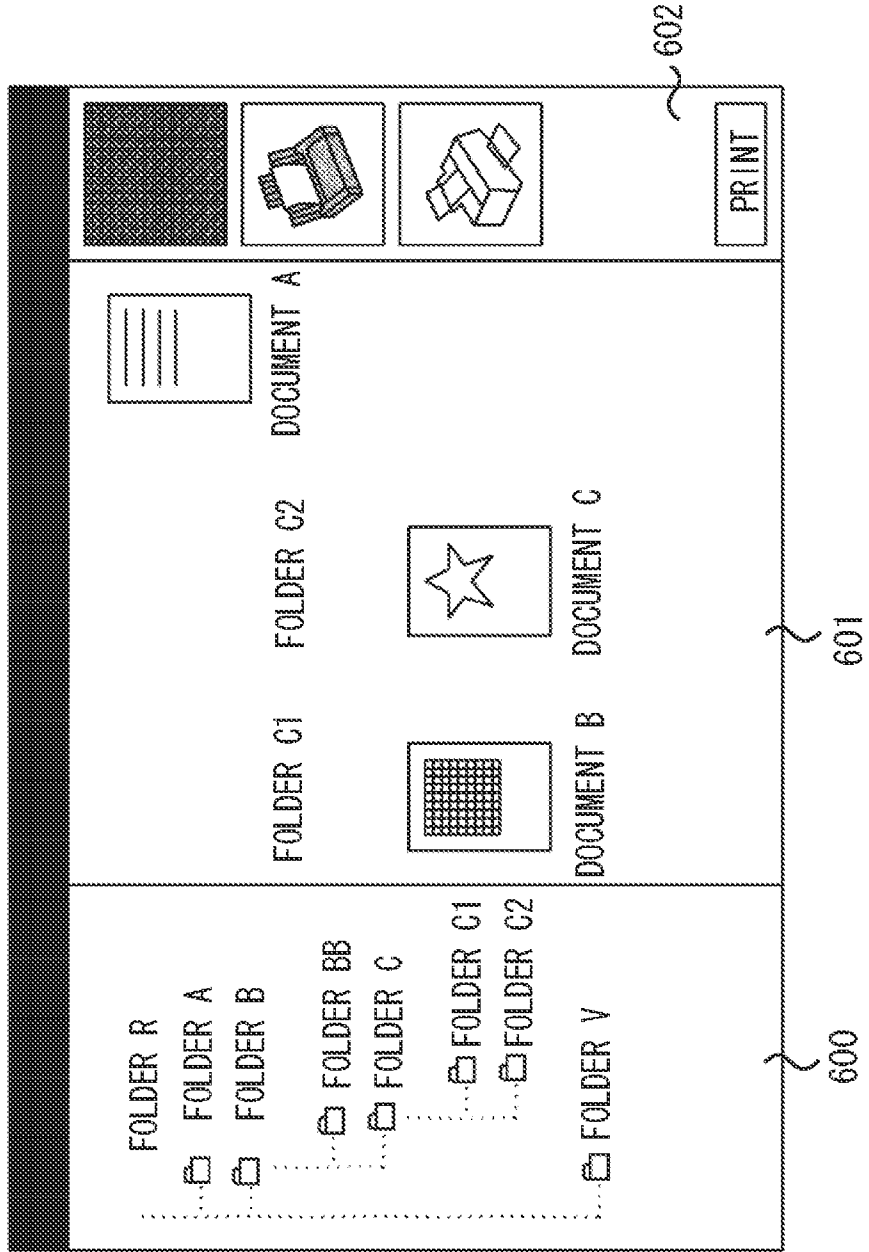 FOLDER R
FOLDER A
FOLDER B
FOLDER BB
FOLDER C
FOLDER C1
FOLDER C2
FOLDER V
600
FOLDER C1
FOLDER C2
DOCUMENT A
DOCUMENT B
DOCUMENT C
601
PRINT
602